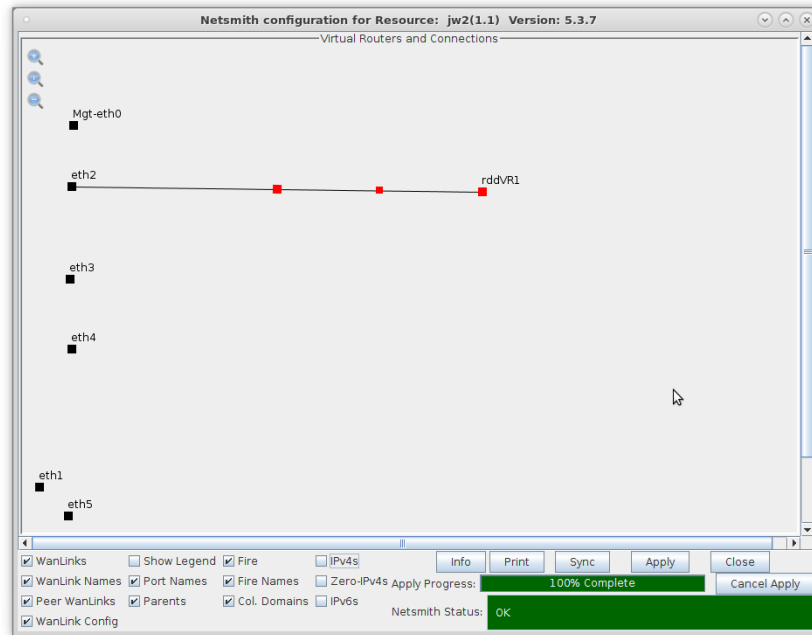 Netsmith configuration for Resource:  jw2(1.1)  Version: 5.3.7
Virtual Routers and Connections
Mgt-eth0
eth2
rddVR1
eth3
eth4
eth1
eth5
WanLinks Show Legend Fire IPv4s Info Print Sync Apply Close
WanLink Names Port Names Fire Names Zero-IPv4s Apply Progress: 100% Complete Cancel Apply
Peer WanLinks Parents Col. Domains IPv6s Netsmith Status: OK
WanLink Config